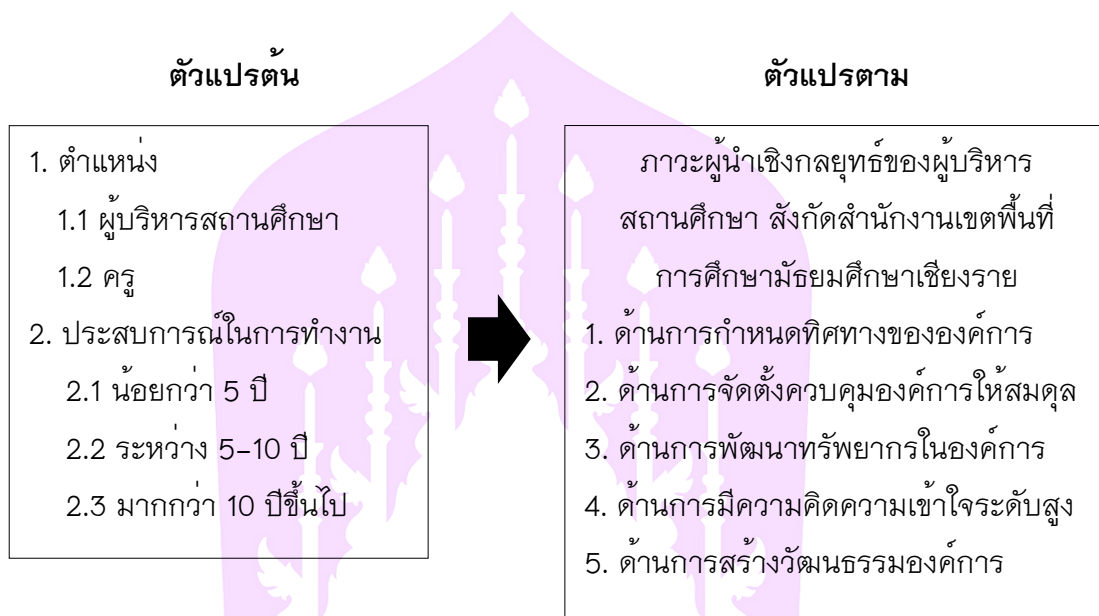 ตัวแปรต้น
1. ตำแหน่ง
1.1 ผู้บริหารสถานศึกษา
1.2 ครู
2. ประสบการณ์ในการทำงาน
2.1 น้อยกว่า 5 ปี
2.2 ระหว่าง 5–10 ปี
2.3 มากกว่า 10 ปีขึ้นไป
ตัวแปรตาม
ภาวะผู้นำเชิงกลยุทธ์ของผู้บริหาร
สถานศึกษา สังกัดสำนักงานเขตพื้นที่
การศึกษามัธยมศึกษาเชียงราย
1. ด้านการกำหนดทิศทางขององค์การ
2. ด้านการจัดตั้งควบคุมองค์การให้สมดุล
3. ด้านการพัฒนาทรัพยากรในองค์การ
4. ด้านการมีความคิดความเข้าใจระดับสูง
5. ด้านการสร้างวัฒนธรรมองค์การ